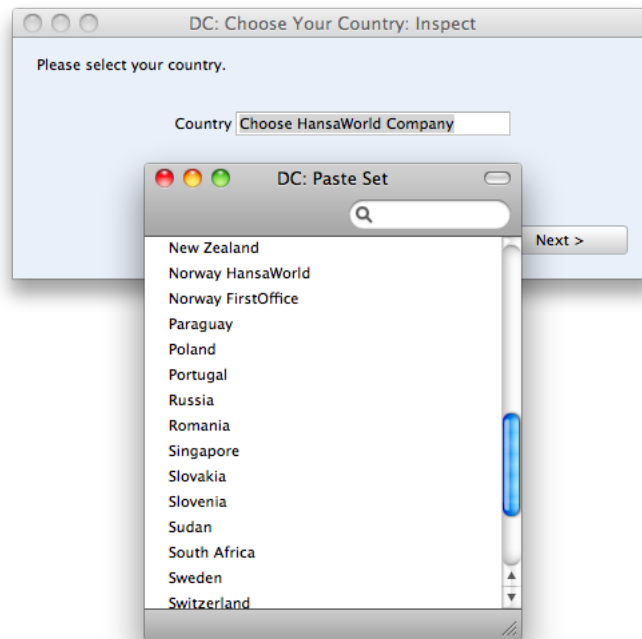 DC: Choose Your Country: Inspect
Please select your country.
Country Choose HansaWorld Company
DC: Paste Set
Next >
New Zealand
Norway HansaWorld
Norway FirstOffice
Paraguay
Poland
Portugal
Russia
Romania
Singapore
Slovakia
Slovenia
Sudan
South Africa
Sweden
Switzerland